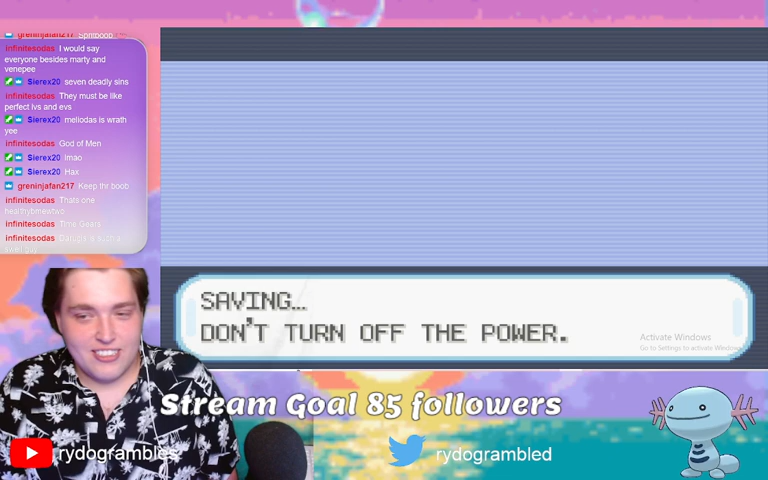 greninjafan217
infinitesodas I would say
everyone besides marty and
venepee
Sierex20 seven deadly sins
infinitesodas They must be like
perfect ivs and evs
Sierex20 meliodas is wrath
yee
infinitesodas God of Men
Sierex20 lmao
Sierex20 Hax
greninjafan217 Keep thr boob
infinitesodas Thats one
healthybmewtwo
infinitesodas Time Gears
infinitesodas
SAVING...
DON'T TURN OFF THE POWER.
Activate Windows
Go to Settings to activate Windows.
Stream Goal 85 followers
rydogrambles
rydogrambled